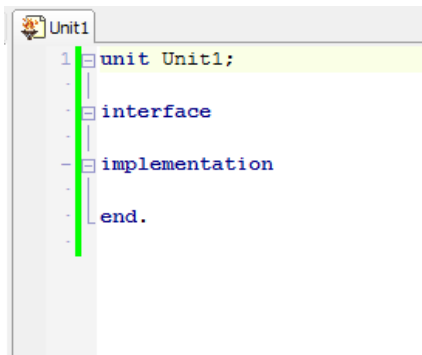 Unit1
1 unit Unit1;
interface
implementation
end.